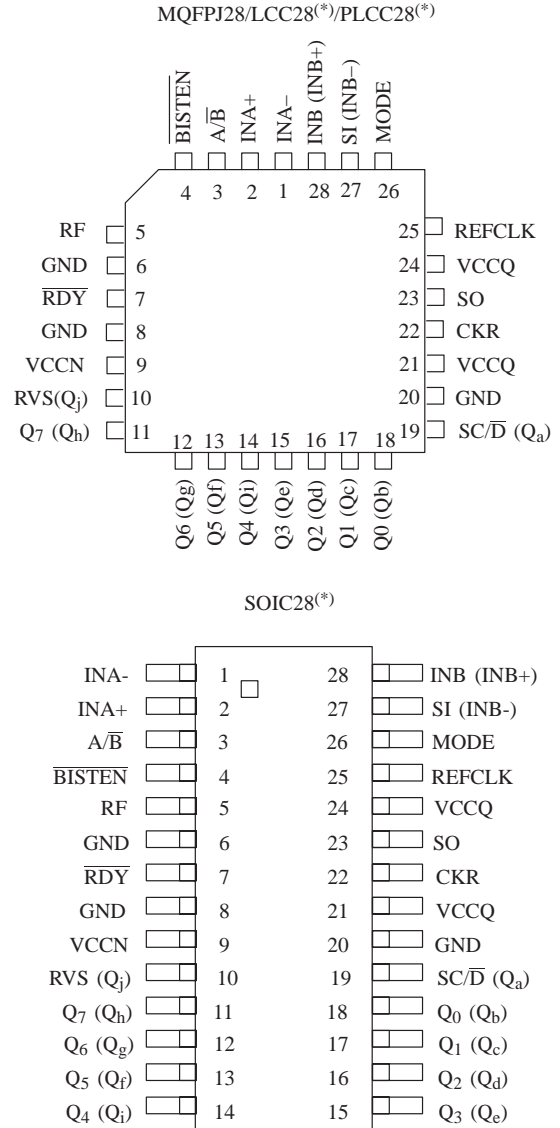 MQFPJ28/LCC28(*)/PLCC28(*)
B̅I̅S̅T̅E̅N̅
A/B̅
INA+
INA–
INB (INB+)
SI (INB–)
MODE
4 3 2 1 28 27 26
RF 5 25 REFCLK
GND 6 24 VCCQ
R̅D̅Y̅ 7 23 SO
GND 8 22 CKR
VCCN 9 21 VCCQ
RVS(Qj) 10 20 GND
Q7 (Qh) 11 19 SC/D̅ (Qa)
12 13 14 15 16 17 18
Q6 (Qg)
Q5 (Qf)
Q4 (Qi)
Q3 (Qe)
Q2 (Qd)
Q1 (Qc)
Q0 (Qb)
SOIC28(*)
INA- 1 28 INB (INB+)
INA+ 2 27 SI (INB-)
A/B̅ 3 26 MODE
B̅I̅S̅T̅E̅N̅ 4 25 REFCLK
RF 5 24 VCCQ
GND 6 23 SO
R̅D̅Y̅ 7 22 CKR
GND 8 21 VCCQ
VCCN 9 20 GND
RVS (Qj) 10 19 SC/D̅ (Qa)
Q7 (Qh) 11 18 Q0 (Qb)
Q6 (Qg) 12 17 Q1 (Qc)
Q5 (Qf) 13 16 Q2 (Qd)
Q4 (Qi) 14 15 Q3 (Qe)